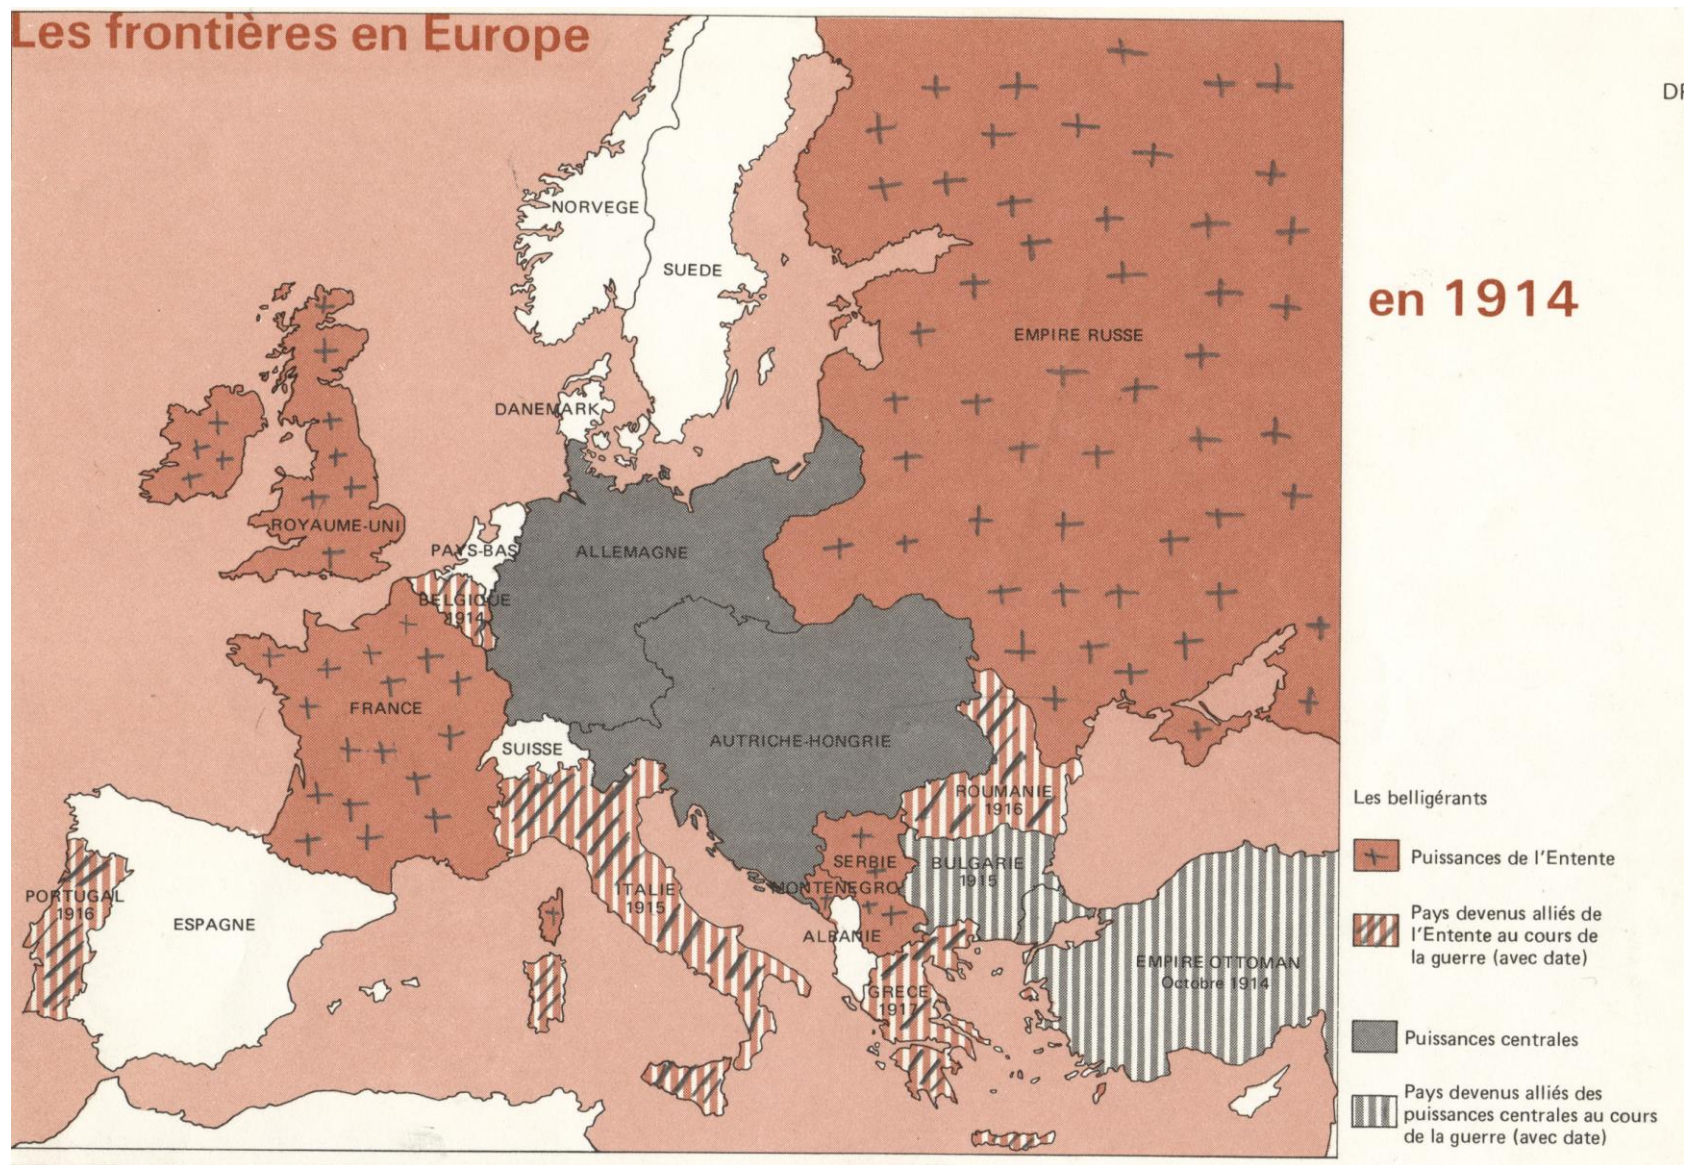 Les frontières en Europe
DR
en 1914
NORVEGE
SUEDE
EMPIRE RUSSE
DANEMARK
ROYAUME-UNI
PAYS-BAS
ALLEMAGNE
BELGIQUE
1914
FRANCE
SUISSE
AUTRICHE-HONGRIE
ROUMANIE
1916
SERBIE
BULGARIE
1915
MONTENEGRO
PORTUGAL
1916
ESPAGNE
ITALIE
1915
ALBANIE
EMPIRE OTTOMAN
Octobre 1914
GRECE
1917
Les belligérants
Puissances de l'Entente
Pays devenus alliés de
l'Entente au cours de
la guerre (avec date)
Puissances centrales
Pays devenus alliés des
puissances centrales au cours
de la guerre (avec date)